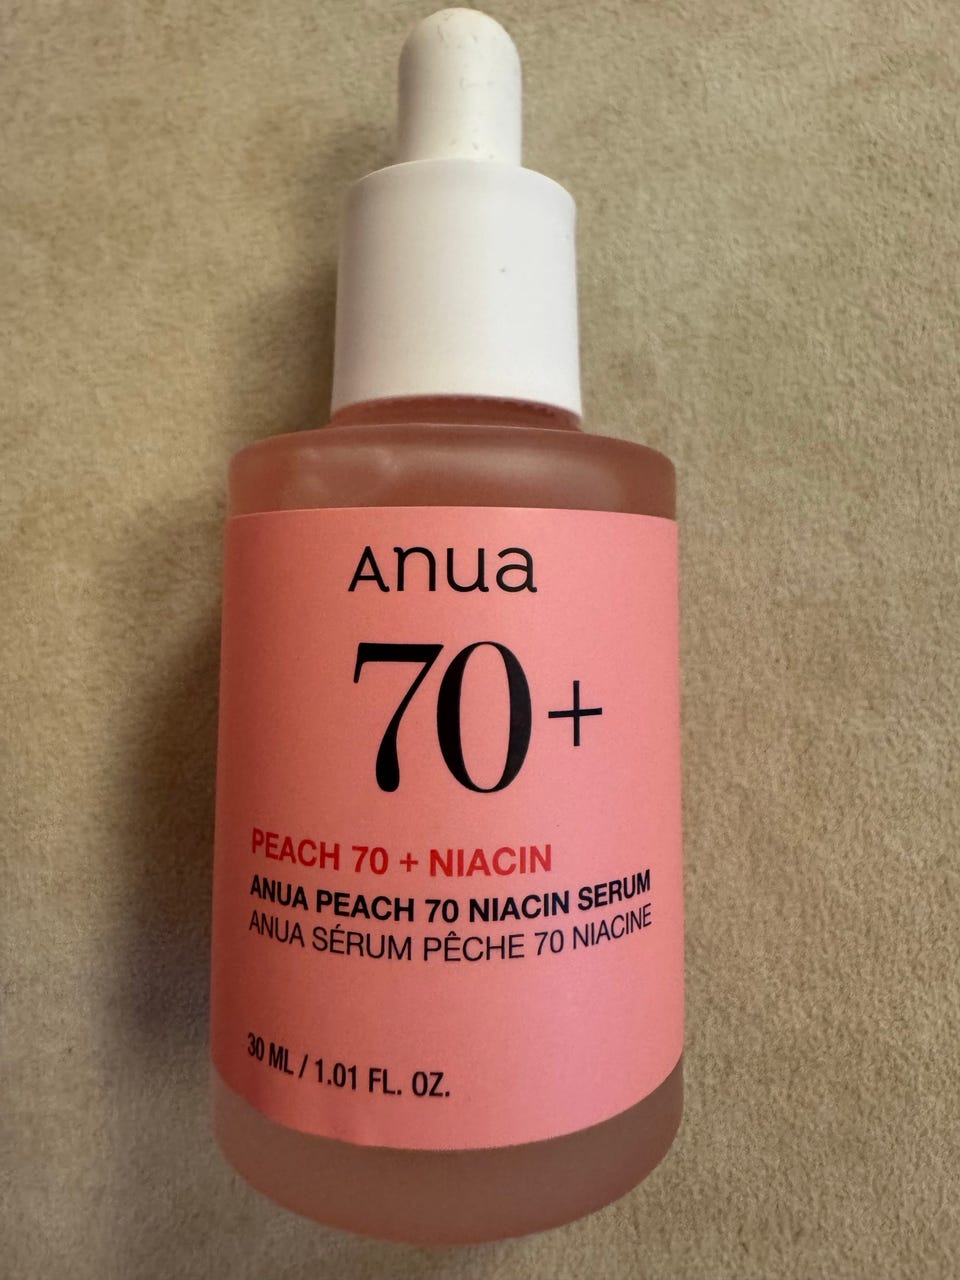 Anua
70+
PEACH 70 + NIACIN
ANUA PEACH 70 NIACIN SERUM
ANUA SÉRUM PÊCHE 70 NIACINE
30 ML / 1.01 FL. OZ.